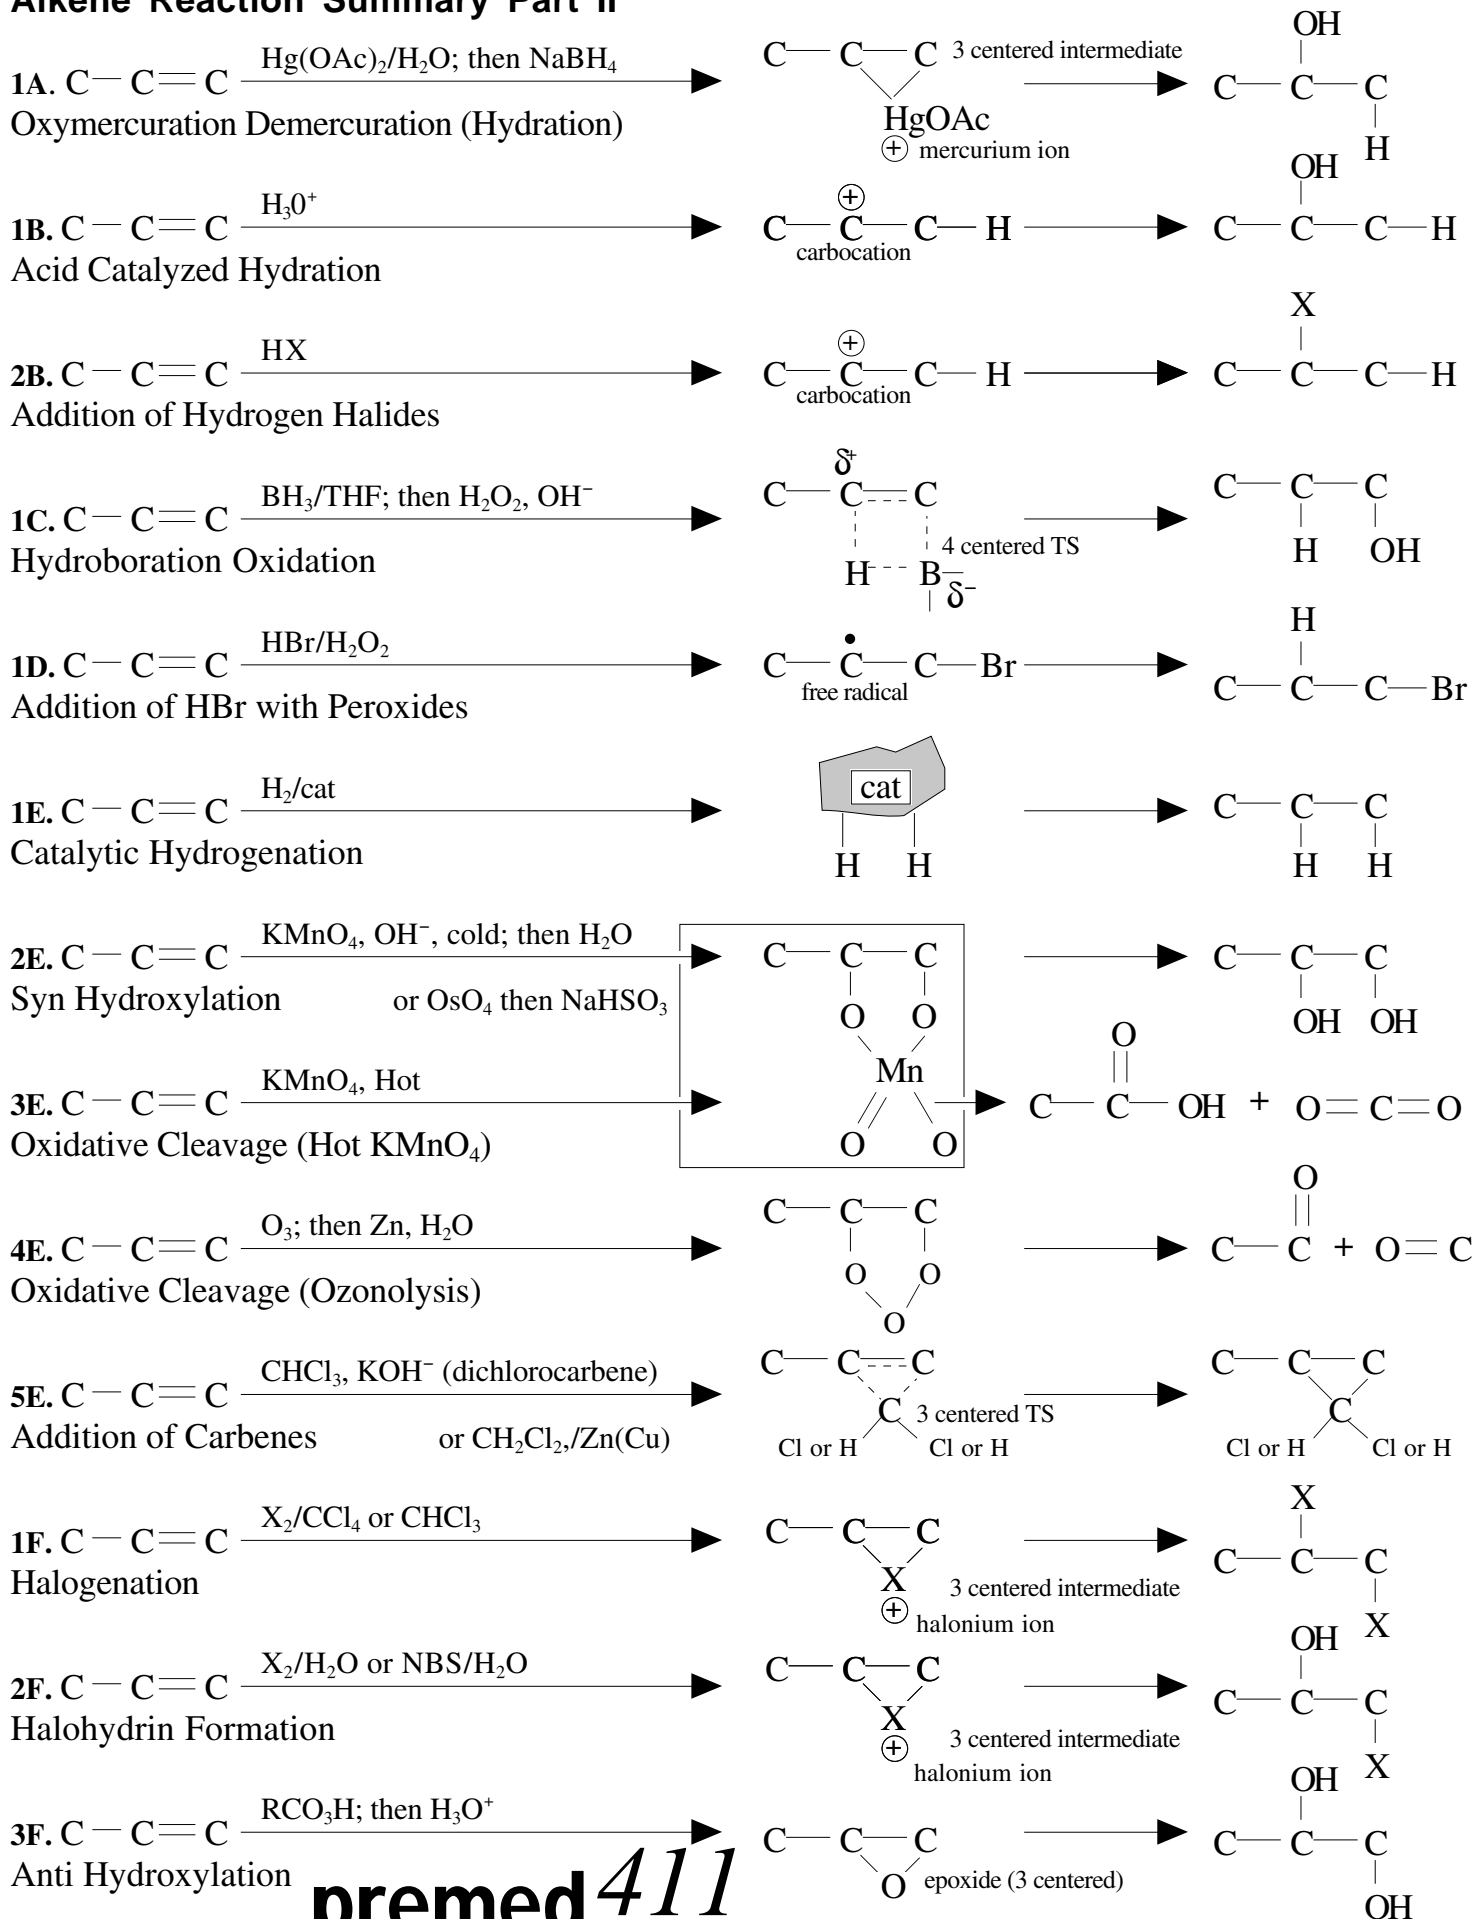 Alkene Reaction Summary Part II
1A. C — C = C Hg(OAc)₂/H₂O; then NaBH₄ C — C — C HgOAc ⊕ 3 centered intermediate mercurium ion OH C — C — C H
Oxymercuration Demercuration (Hydration)
1B. C — C = C H₃0⁺ ⊕ C — C — C — H carbocation OH C — C — C — H
Acid Catalyzed Hydration
2B. C — C = C HX ⊕ C — C — C — H carbocation X C — C — C — H
Addition of Hydrogen Halides
1C. C — C = C BH₃/THF; then H₂O₂, OH⁻ δ⁺ C — C = C H B δ⁻ 4 centered TS C — C — C H OH
Hydroboration Oxidation
1D. C — C = C HBr/H₂O₂ • C — C — C — Br free radical H C — C — C — Br
Addition of HBr with Peroxides
1E. C — C = C H₂/cat cat H H C — C — C H H
Catalytic Hydrogenation
2E. C — C = C KMnO₄, OH⁻, cold; then H₂O C — C — C O O Mn O O C — C — C OH OH
Syn Hydroxylation or OsO₄ then NaHSO₃
3E. C — C = C KMnO₄, Hot O C — C — OH + O = C = O
Oxidative Cleavage (Hot KMnO₄)
4E. C — C = C O₃; then Zn, H₂O C — C — C O O O O C — C + O = C
Oxidative Cleavage (Ozonolysis)
5E. C — C = C CHCl₃, KOH⁻ (dichlorocarbene) C — C = C C 3 centered TS C — C — C C
Addition of Carbenes or CH₂Cl₂,/Zn(Cu) Cl or H Cl or H Cl or H Cl or H
1F. C — C = C X₂/CCl₄ or CHCl₃ C — C — C X ⊕ 3 centered intermediate halonium ion X C — C — C X
Halogenation
2F. C — C = C X₂/H₂O or NBS/H₂O C — C — C X ⊕ 3 centered intermediate halonium ion OH C — C — C X
Halohydrin Formation
3F. C — C = C RCO₃H; then H₃O⁺ C — C — C O epoxide (3 centered) OH C — C — C OH
Anti Hydroxylation
premed411